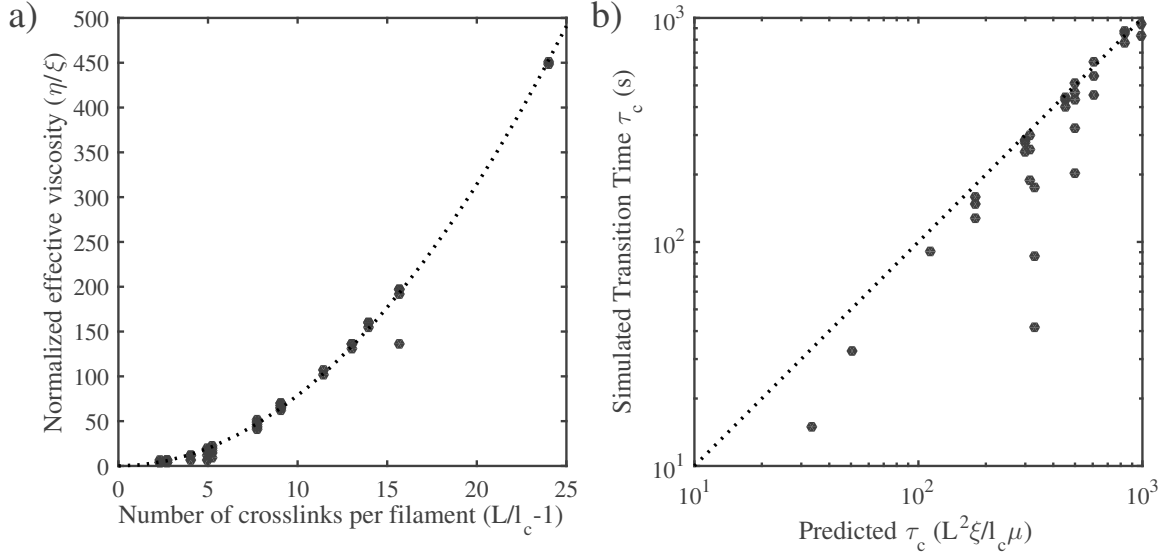 a)
Normalized effective viscosity (η/ξ)
500
450
400
350
300
250
200
150
100
50
0
0 5 10 15 20 25
Number of crosslinks per filament (L/l_c-1)
b)
Simulated Transition Time τ_c (s)
10^3
10^2
10^1
10^1 10^2 10^3
Predicted τ_c (L^2ξ/l_cμ)